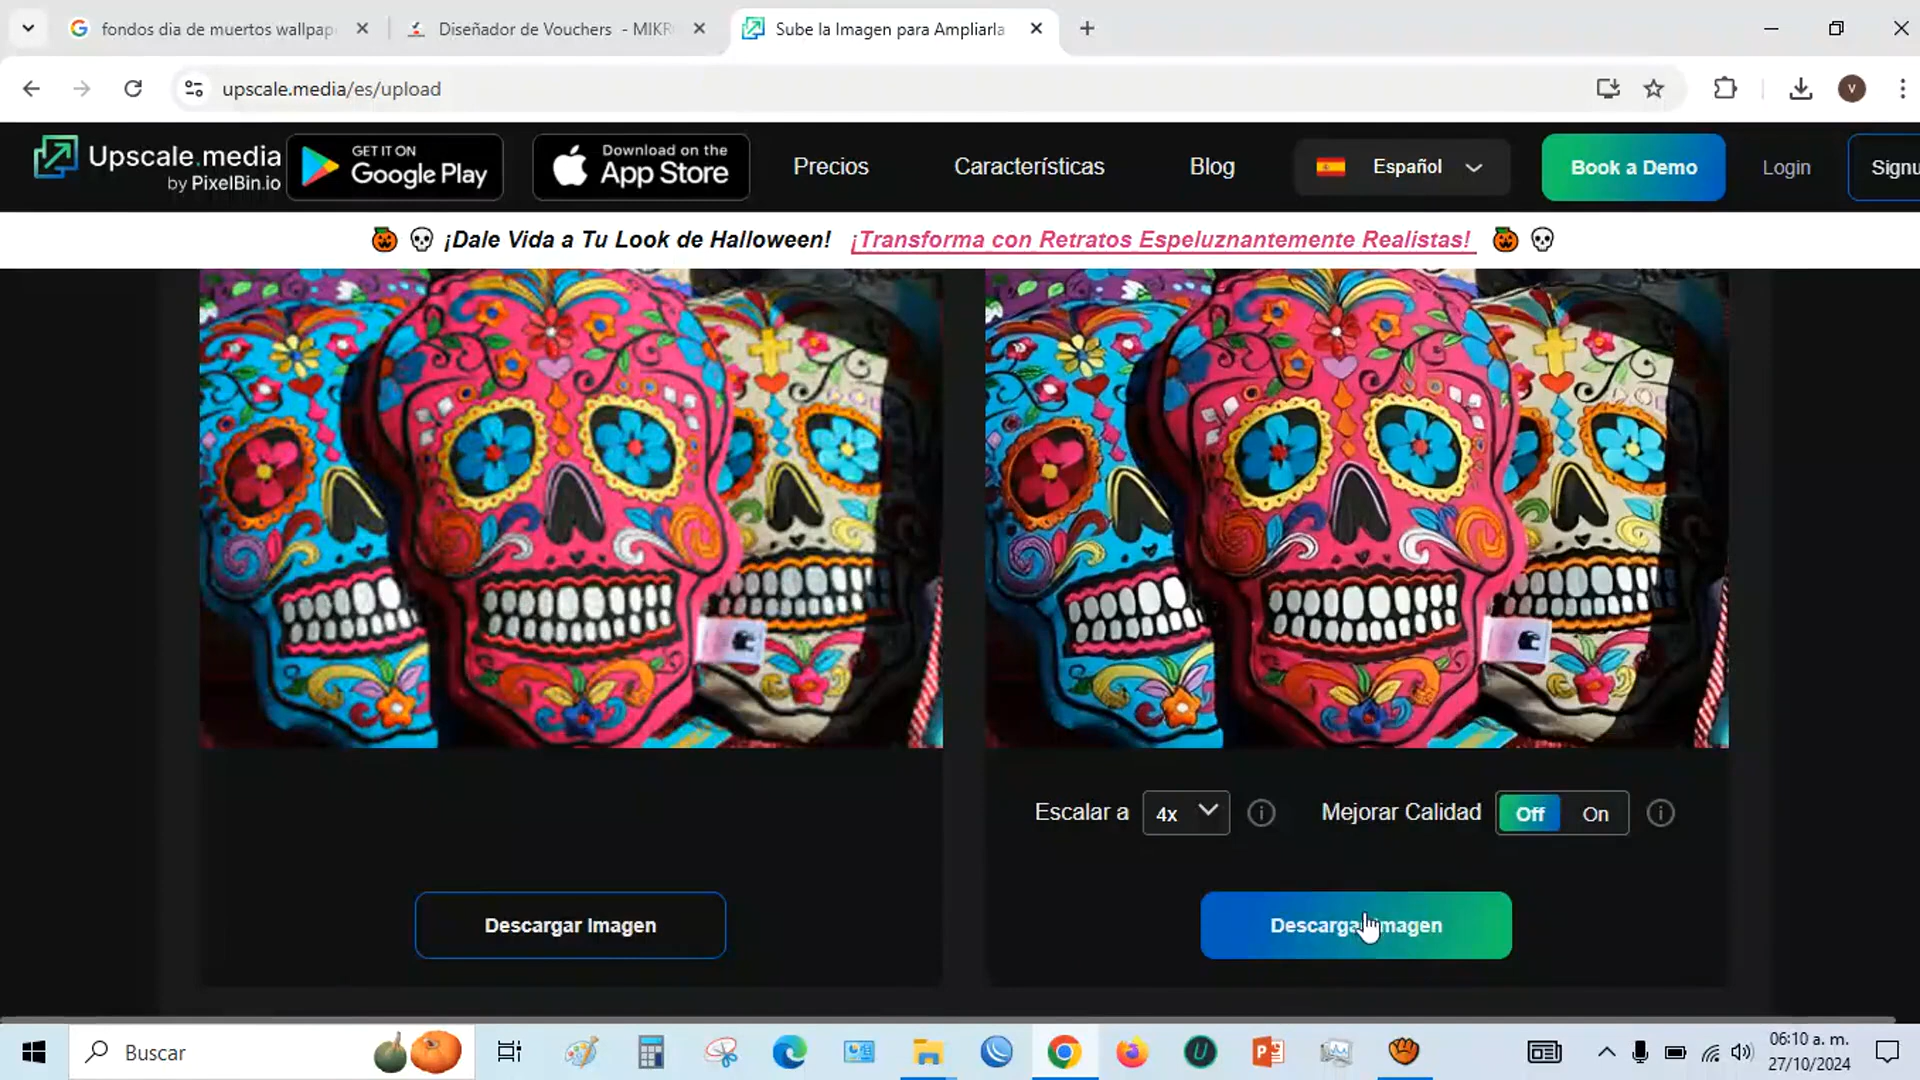 fondos dia de muertos wallpap
Diseñador de Vouchers - MIKR
Sube la Imagen para Ampliarla
upscale.media/es/upload
V
Upscale.media
by PixelBin.io
GET IT ON
Google Play
Download on the
App Store
Precios
Características
Blog
Español
Book a Demo
Login
Signu
¡Dale Vida a Tu Look de Halloween! ¡Transforma con Retratos Espeluznantemente Realistas!
Escalar a
4x
Mejorar Calidad
Off
On
Descargar Imagen
Descargar Imagen
Buscar
06:10 a. m.
27/10/2024